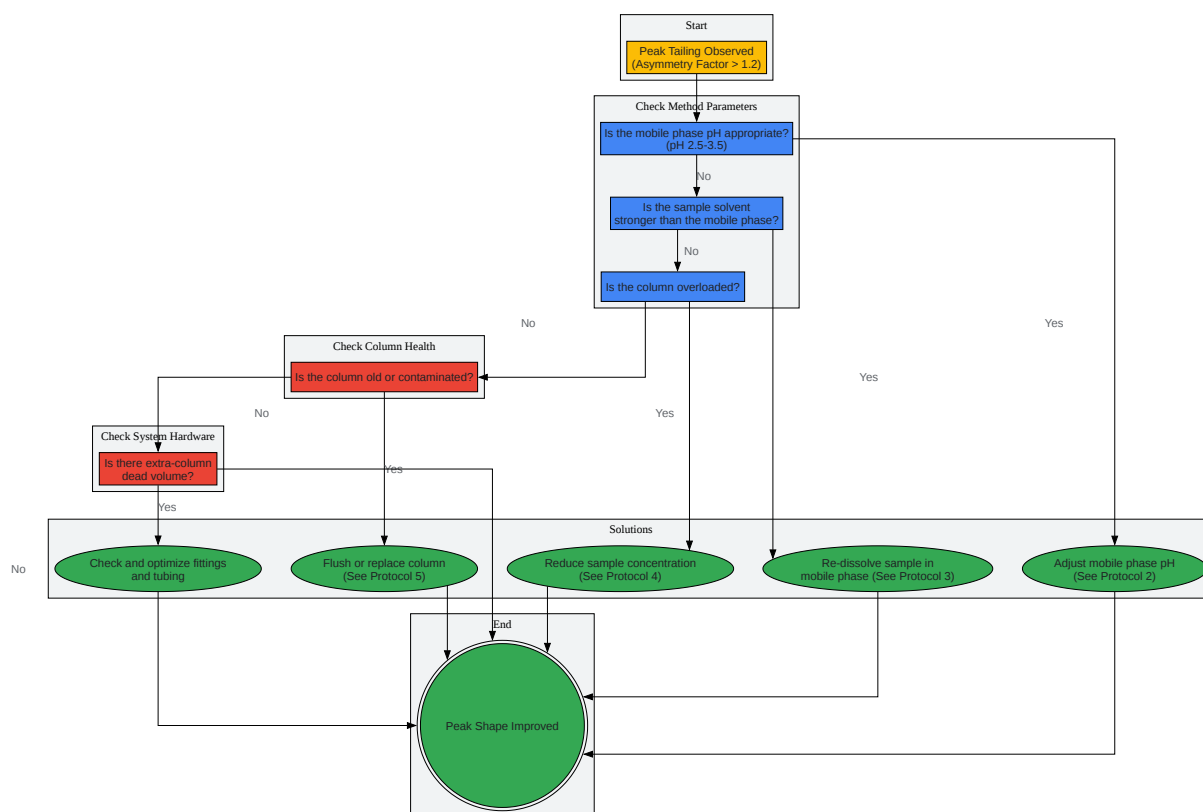 Start
Peak Tailing Observed
(Asymmetry Factor > 1.2)
Check Method Parameters
Is the mobile phase pH appropriate?
(pH 2.5-3.5)
No
Is the sample solvent
stronger than the mobile phase?
No
Is the column overloaded?
No
Yes
Check Column Health
Is the column old or contaminated?
Yes
No
Yes
Check System Hardware
Is there extra-column
dead volume?
Yes
Yes
Solutions
No
Check and optimize fittings
and tubing
Flush or replace column
(See Protocol 5)
Reduce sample concentration
(See Protocol 4)
Re-dissolve sample in
mobile phase (See Protocol 3)
Adjust mobile phase pH
(See Protocol 2)
End
Peak Shape Improved